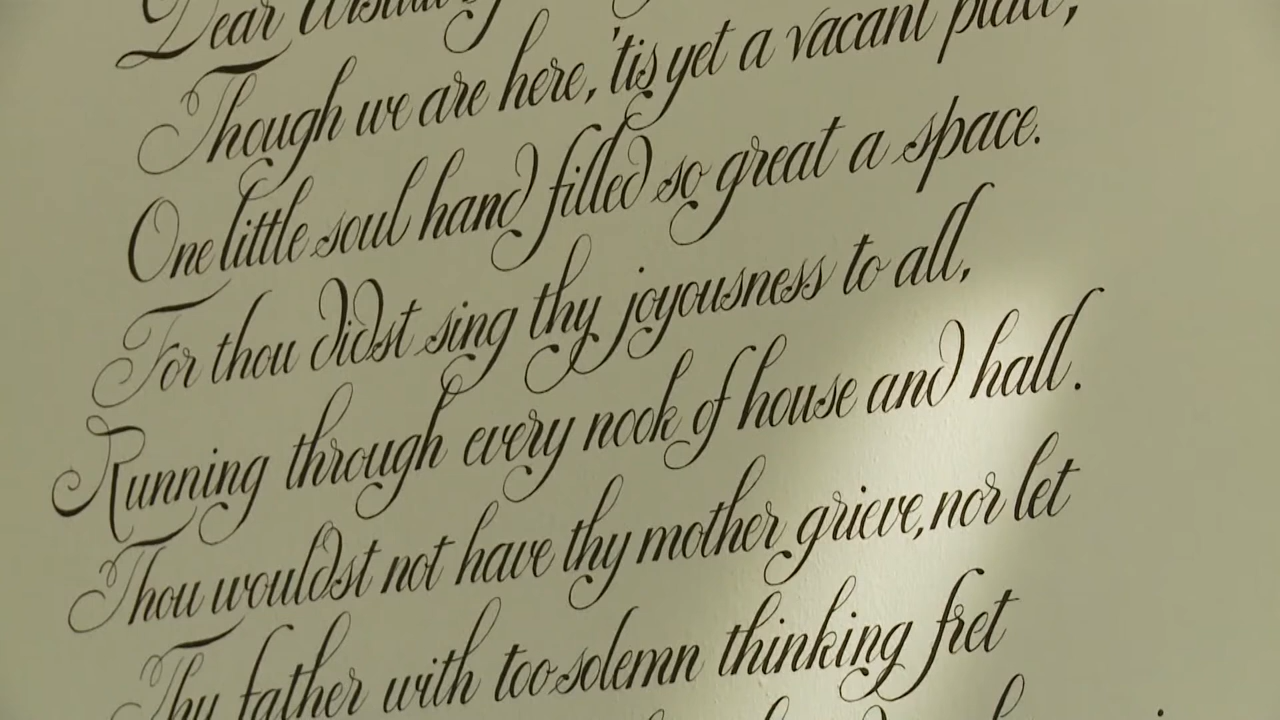 Dear
Though we are here, 'tis yet a vacant place,
One little soul hand filled so great a space.
For thou didst sing thy joyousness to all,
Running through every nook of house and hall.
Thou wouldst not have thy mother grieve, nor let
Thy father with too solemn thinking fret